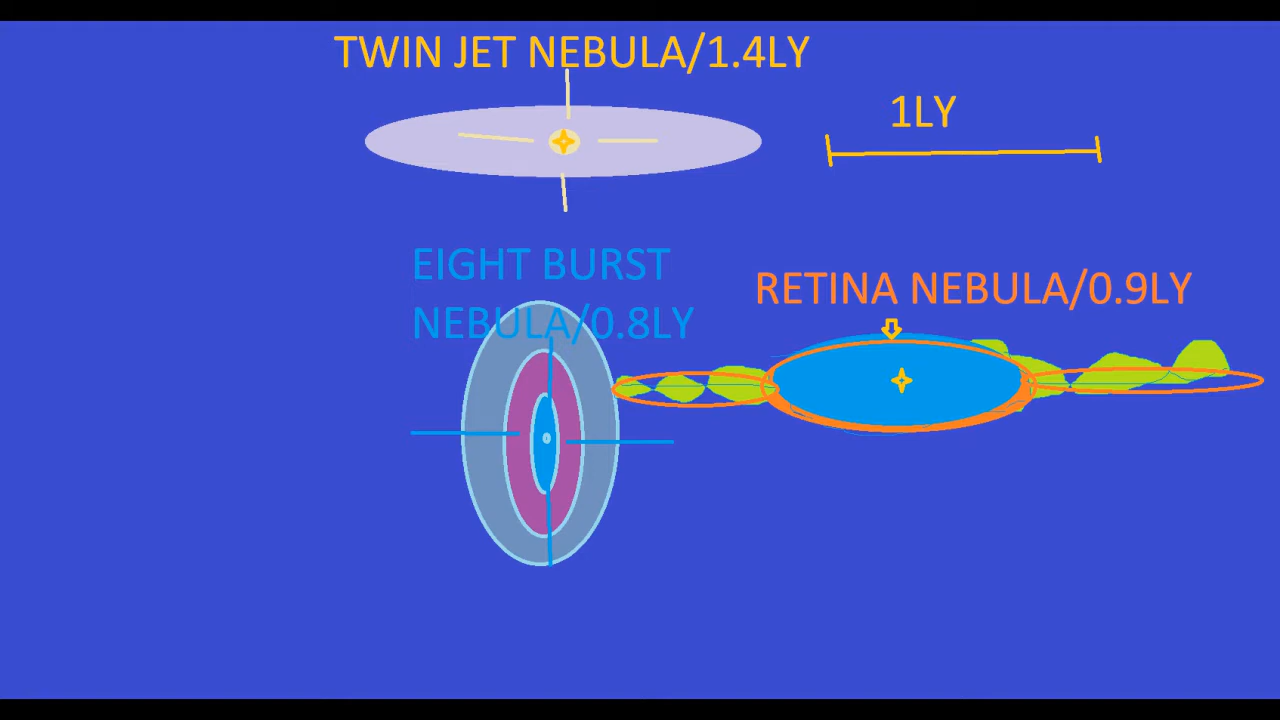 TWIN JET NEBULA/1.4LY
1LY
EIGHT BURST
NEBULA/0.8LY
RETINA NEBULA/0.9LY